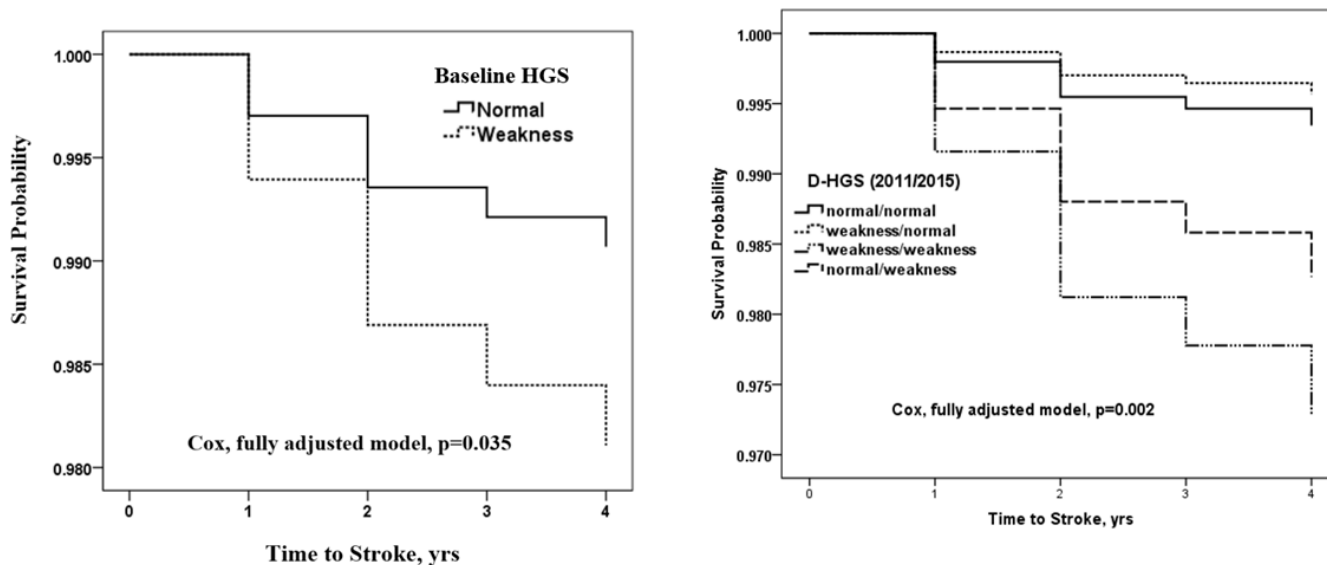 1.000
0.995
0.990
0.985
0.980
Survival Probability
Baseline HGS
Normal
Weakness
Cox, fully adjusted model, p=0.035
0 1 2 3 4
Time to Stroke, yrs
1.000
0.995
0.990
0.985
0.980
0.975
0.970
Survival Probability
D-HGS (2011/2015)
normal/normal
weakness/normal
weakness/weakness
normal/weakness
Cox, fully adjusted model, p=0.002
0 1 2 3 4
Time to Stroke, yrs